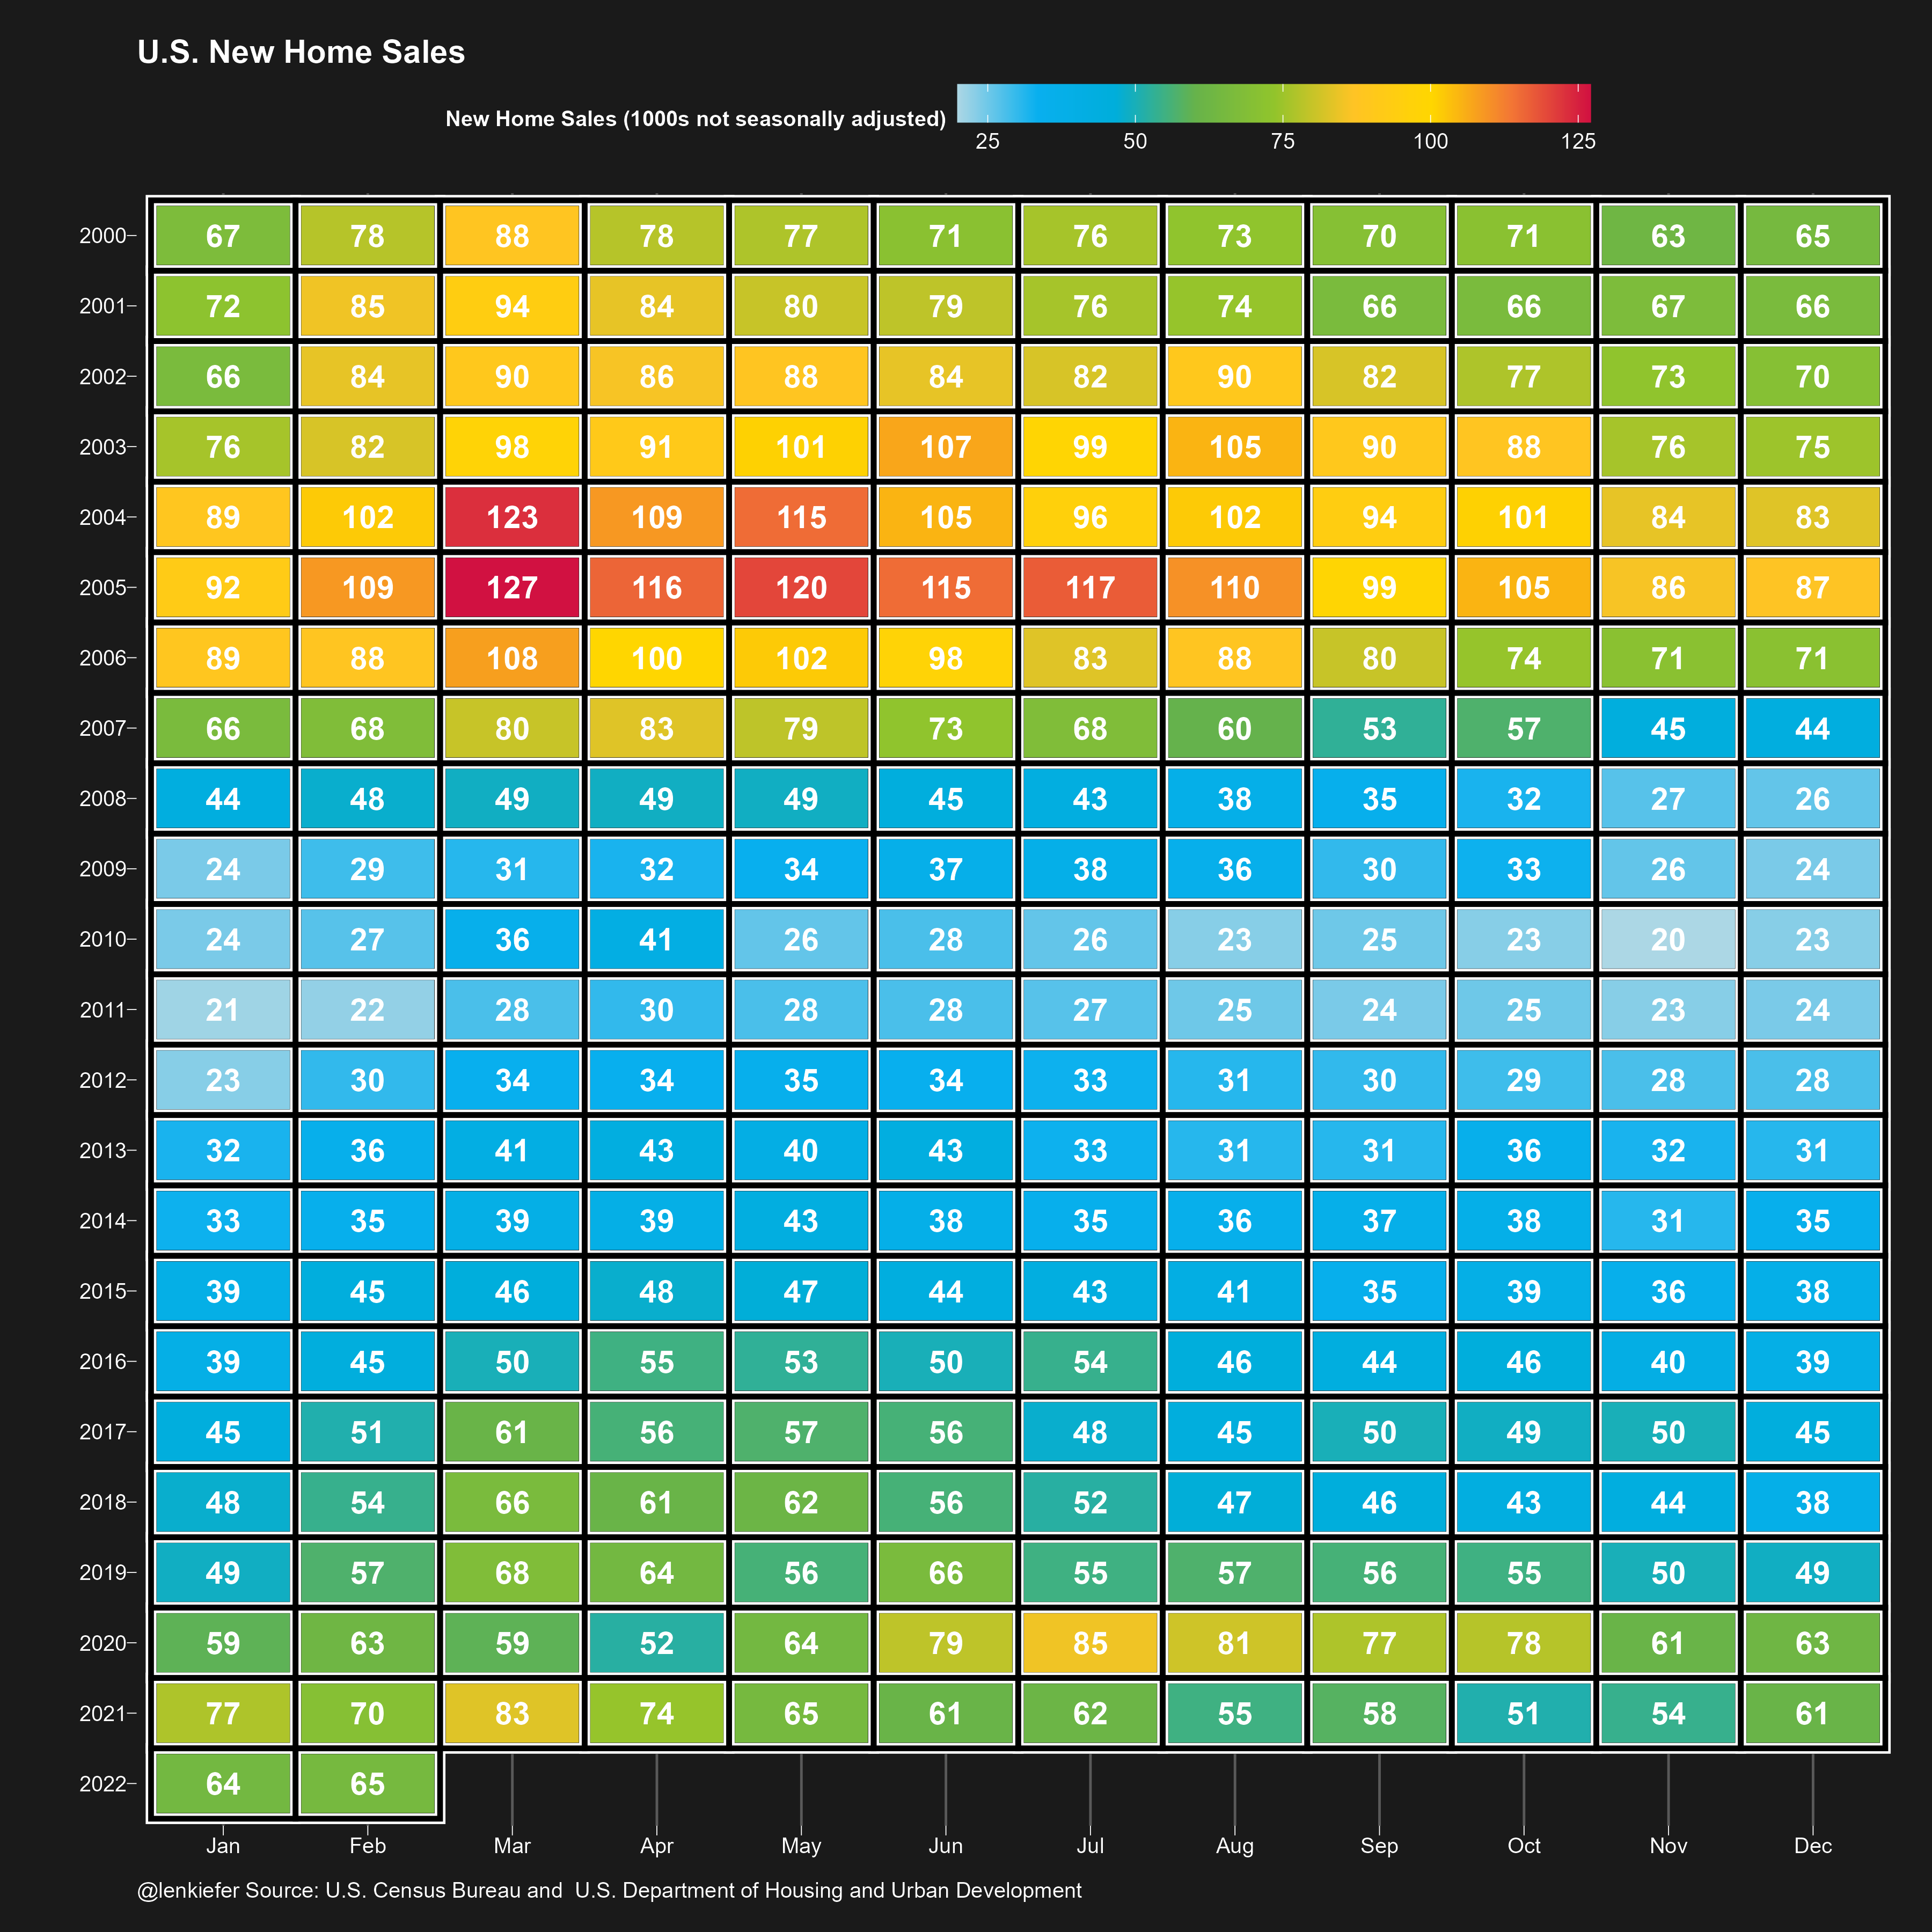 U.S. New Home Sales
New Home Sales (1000s not seasonally adjusted)
25 50 75 100 125
2000 67 78 88 78 77 71 76 73 70 71 63 65
2001 72 85 94 84 80 79 76 74 66 66 67 66
2002 66 84 90 86 88 84 82 90 82 77 73 70
2003 76 82 98 91 101 107 99 105 90 88 76 75
2004 89 102 123 109 115 105 96 102 94 101 84 83
2005 92 109 127 116 120 115 117 110 99 105 86 87
2006 89 88 108 100 102 98 83 88 80 74 71 71
2007 66 68 80 83 79 73 68 60 53 57 45 44
2008 44 48 49 49 49 45 43 38 35 32 27 26
2009 24 29 31 32 34 37 38 36 30 33 26 24
2010 24 27 36 41 26 28 26 23 25 23 20 23
2011 21 22 28 30 28 28 27 25 24 25 23 24
2012 23 30 34 34 35 34 33 31 30 29 28 28
2013 32 36 41 43 40 43 33 31 31 36 32 31
2014 33 35 39 39 43 38 35 36 37 38 31 35
2015 39 45 46 48 47 44 43 41 35 39 36 38
2016 39 45 50 55 53 50 54 46 44 46 40 39
2017 45 51 61 56 57 56 48 45 50 49 50 45
2018 48 54 66 61 62 56 52 47 46 43 44 38
2019 49 57 68 64 56 66 55 57 56 55 50 49
2020 59 63 59 52 64 79 85 81 77 78 61 63
2021 77 70 83 74 65 61 62 55 58 51 54 61
2022 64 65
Jan Feb Mar Apr May Jun Jul Aug Sep Oct Nov Dec
@lenkiefer Source: U.S. Census Bureau and  U.S. Department of Housing and Urban Development